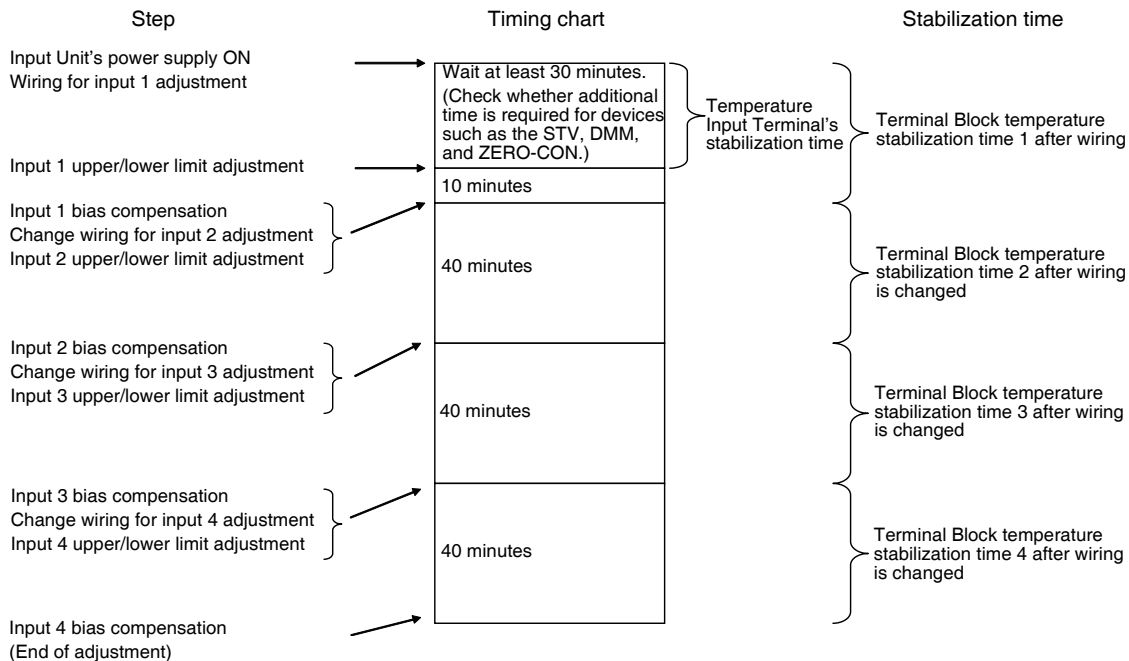 Step
Timing chart
Stabilization time
Input Unit's power supply ON
Wiring for input 1 adjustment
Wait at least 30 minutes.
(Check whether additional
time is required for devices
such as the STV, DMM,
and ZERO-CON.)
Temperature
Input Terminal's
stabilization time
Terminal Block temperature
stabilization time 1 after wiring
Input 1 upper/lower limit adjustment
10 minutes
Input 1 bias compensation
Change wiring for input 2 adjustment
Input 2 upper/lower limit adjustment
40 minutes
Terminal Block temperature
stabilization time 2 after wiring
is changed
Input 2 bias compensation
Change wiring for input 3 adjustment
Input 3 upper/lower limit adjustment
40 minutes
Terminal Block temperature
stabilization time 3 after wiring
is changed
Input 3 bias compensation
Change wiring for input 4 adjustment
Input 4 upper/lower limit adjustment
40 minutes
Terminal Block temperature
stabilization time 4 after wiring
is changed
Input 4 bias compensation
(End of adjustment)